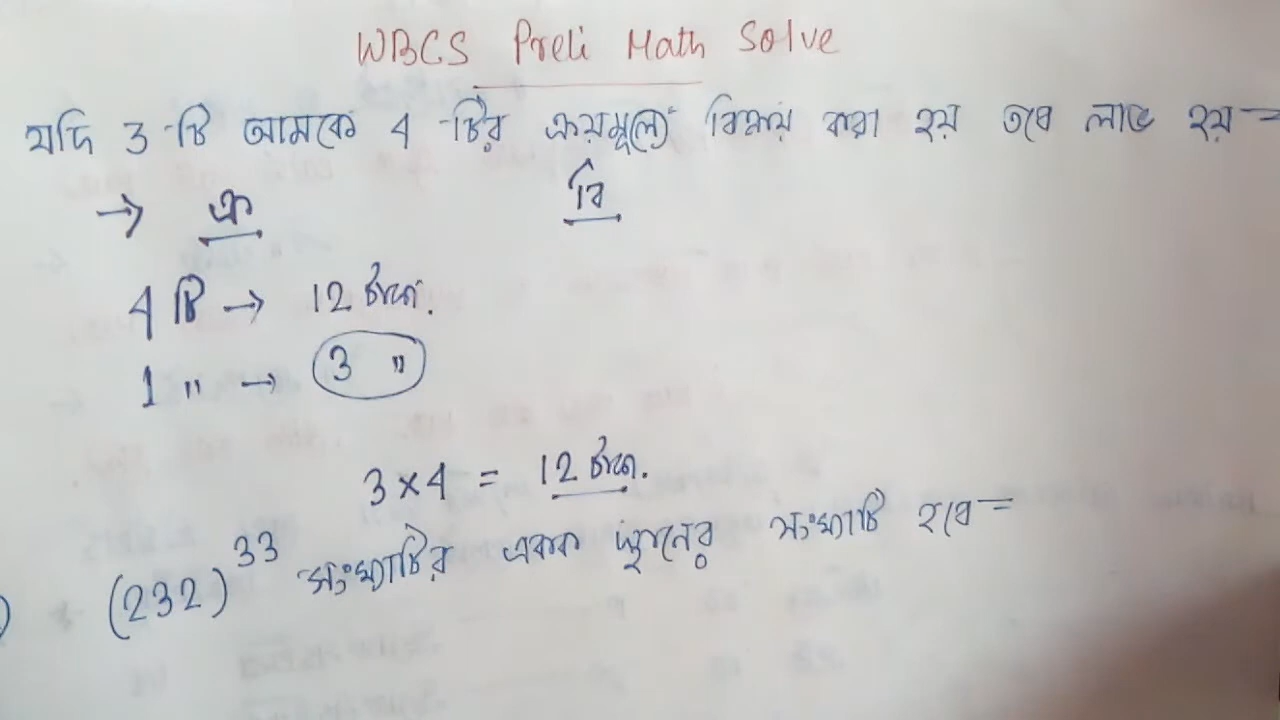 WBCS Preli Math Solve
যদি 3 টি আমকে 4 টির ক্রয়মূল্যে বিক্রয় করা হয় তবে লাভ হয় —
→ ক্র বি
4 টি → 12 টাকা.
1 " → 3 "
3 × 4 = 12 টাকা.
(232)^33 সংখ্যাটির একক স্থানের সংখ্যাটি হবে —